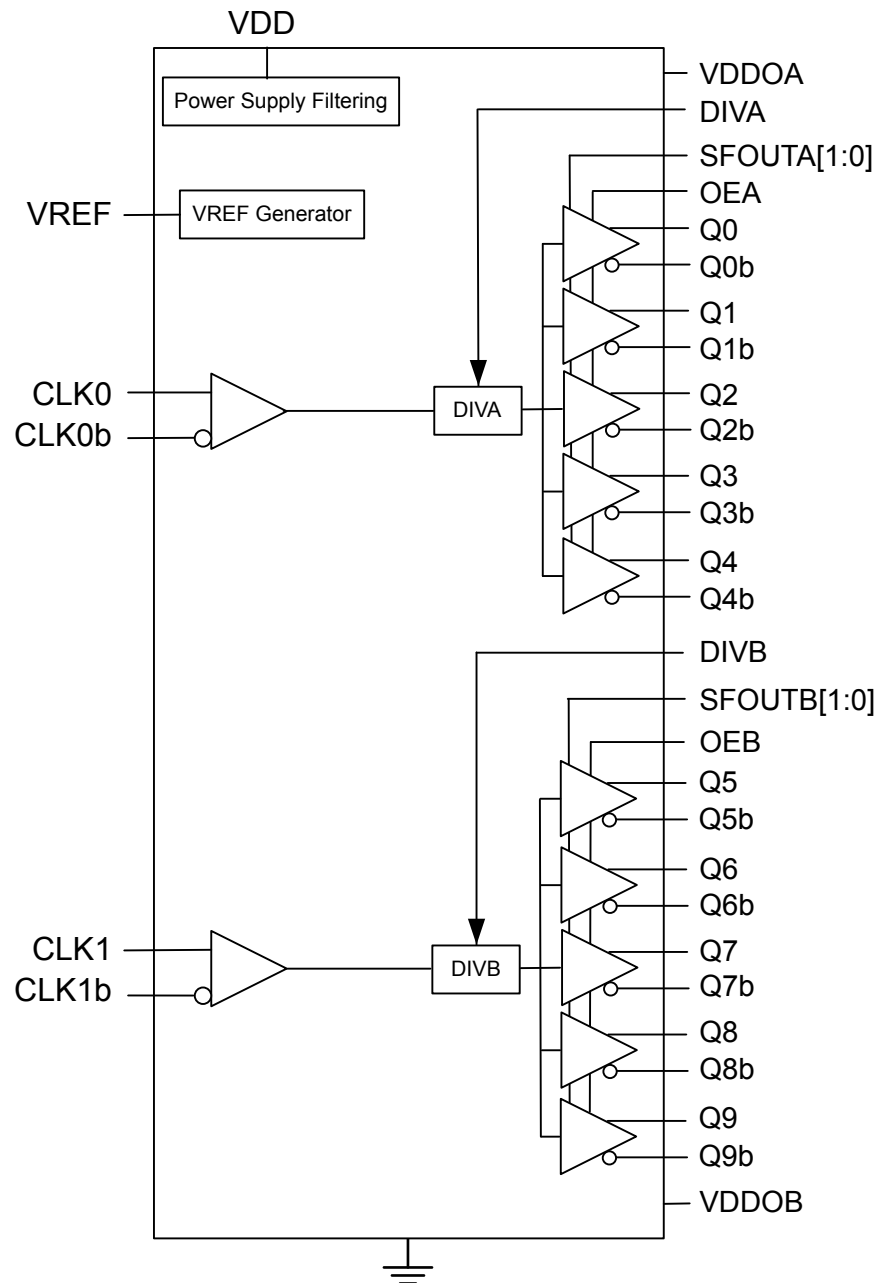 VDD
Power Supply Filtering
VREF
VREF Generator
CLK0
CLK0b
DIVA
CLK1
CLK1b
DIVB
VDDOA
DIVA
SFOUTA[1:0]
OEA
Q0
Q0b
Q1
Q1b
Q2
Q2b
Q3
Q3b
Q4
Q4b
DIVB
SFOUTB[1:0]
OEB
Q5
Q5b
Q6
Q6b
Q7
Q7b
Q8
Q8b
Q9
Q9b
VDDOB